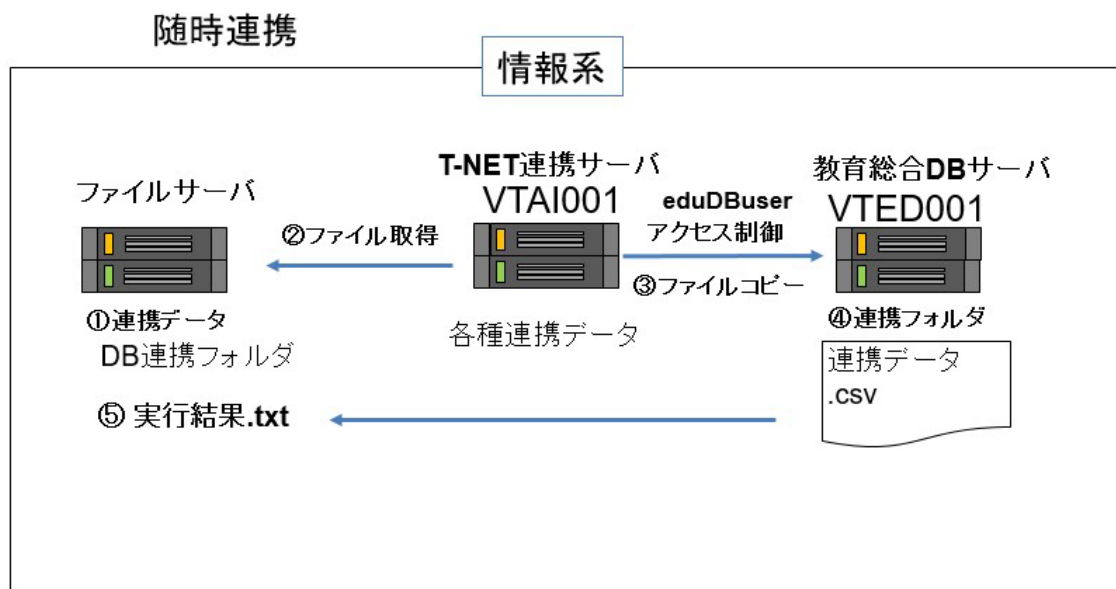 随時連携
情報系
ファイルサーバ
T-NET連携サーバ
VTAI001
教育総合DBサーバ
VTED001
②ファイル取得
eduDBuser
アクセス制御
③ファイルコピー
①連携データ
DB連携フォルダ
各種連携データ
④連携フォルダ
連携データ
.csv
⑤ 実行結果.txt